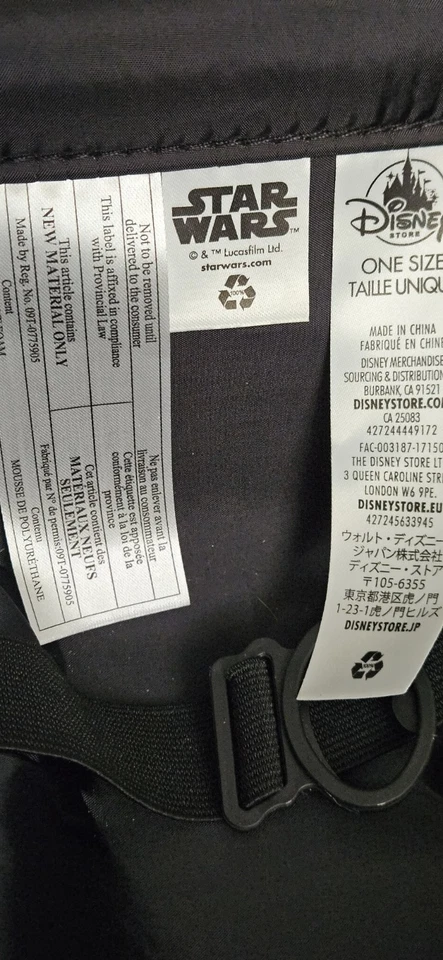 Not to be removed until
delivered to the consumer
This label is affixed in compliance
with Provincial Law
This article contains
NEW MATERIAL ONLY
Made by Reg. No. 09T-0775905
Content
Ne pas enlever avant la
livraison au consommateur
Cette étiquette est apposée
conformément à la loi de la
province
Cet article contient des
MATERIAUX NEUFS
SEULEMENT
Fabriqué par Nº de permis:09T-0775905
Contenu
MOUSSE DE POLYURÉTHANE
STAR
WARS™
© & ™ Lucasfilm Ltd.
starwars.com
100%
Disney
STORE
ONE SIZE
TAILLE UNIQU
MADE IN CHINA
FABRIQUÉ EN CHINE
DISNEY MERCHANDISE
SOURCING & DISTRIBUTION
BURBANK, CA 91521
DISNEYSTORE.COM
CA 25083
427244449172
FAC-003187-17150
THE DISNEY STORE LT
3 QUEEN CAROLINE STRE
LONDON W6 9PE
DISNEYSTORE.EU
427245633945
ウォルト・ディズニー
ジャパン株式会社
ディズニー・ストア
〒105-6355
東京都港区虎ノ門
1-23-1虎ノ門ヒルズ
DISNEYSTORE.JP
100%